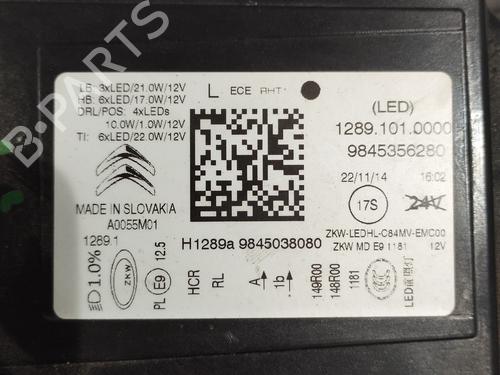 B-PARTS
LB: 3xLED/21.0W/12V
HB: 6xLED/17.0W/12V
DRL/POS: 4xLEDs
10.0W/1.0W/12V
TI: 6xLED/22.0W/12V
L ECE RHT
(LED)
1289.101.0000
9845356280
22/11/14 16:02
17S 24V
MADE IN SLOVAKIA
A0055M01
H1289a 9845038080
ZKW-LEDHL-C84MV-EMC00
ZKW MD E9 1181 12V
1289.1
1.0%
ZKW
PL E9 12.5
HCR
RL
A
1b
149R00
148R00
1181
LED